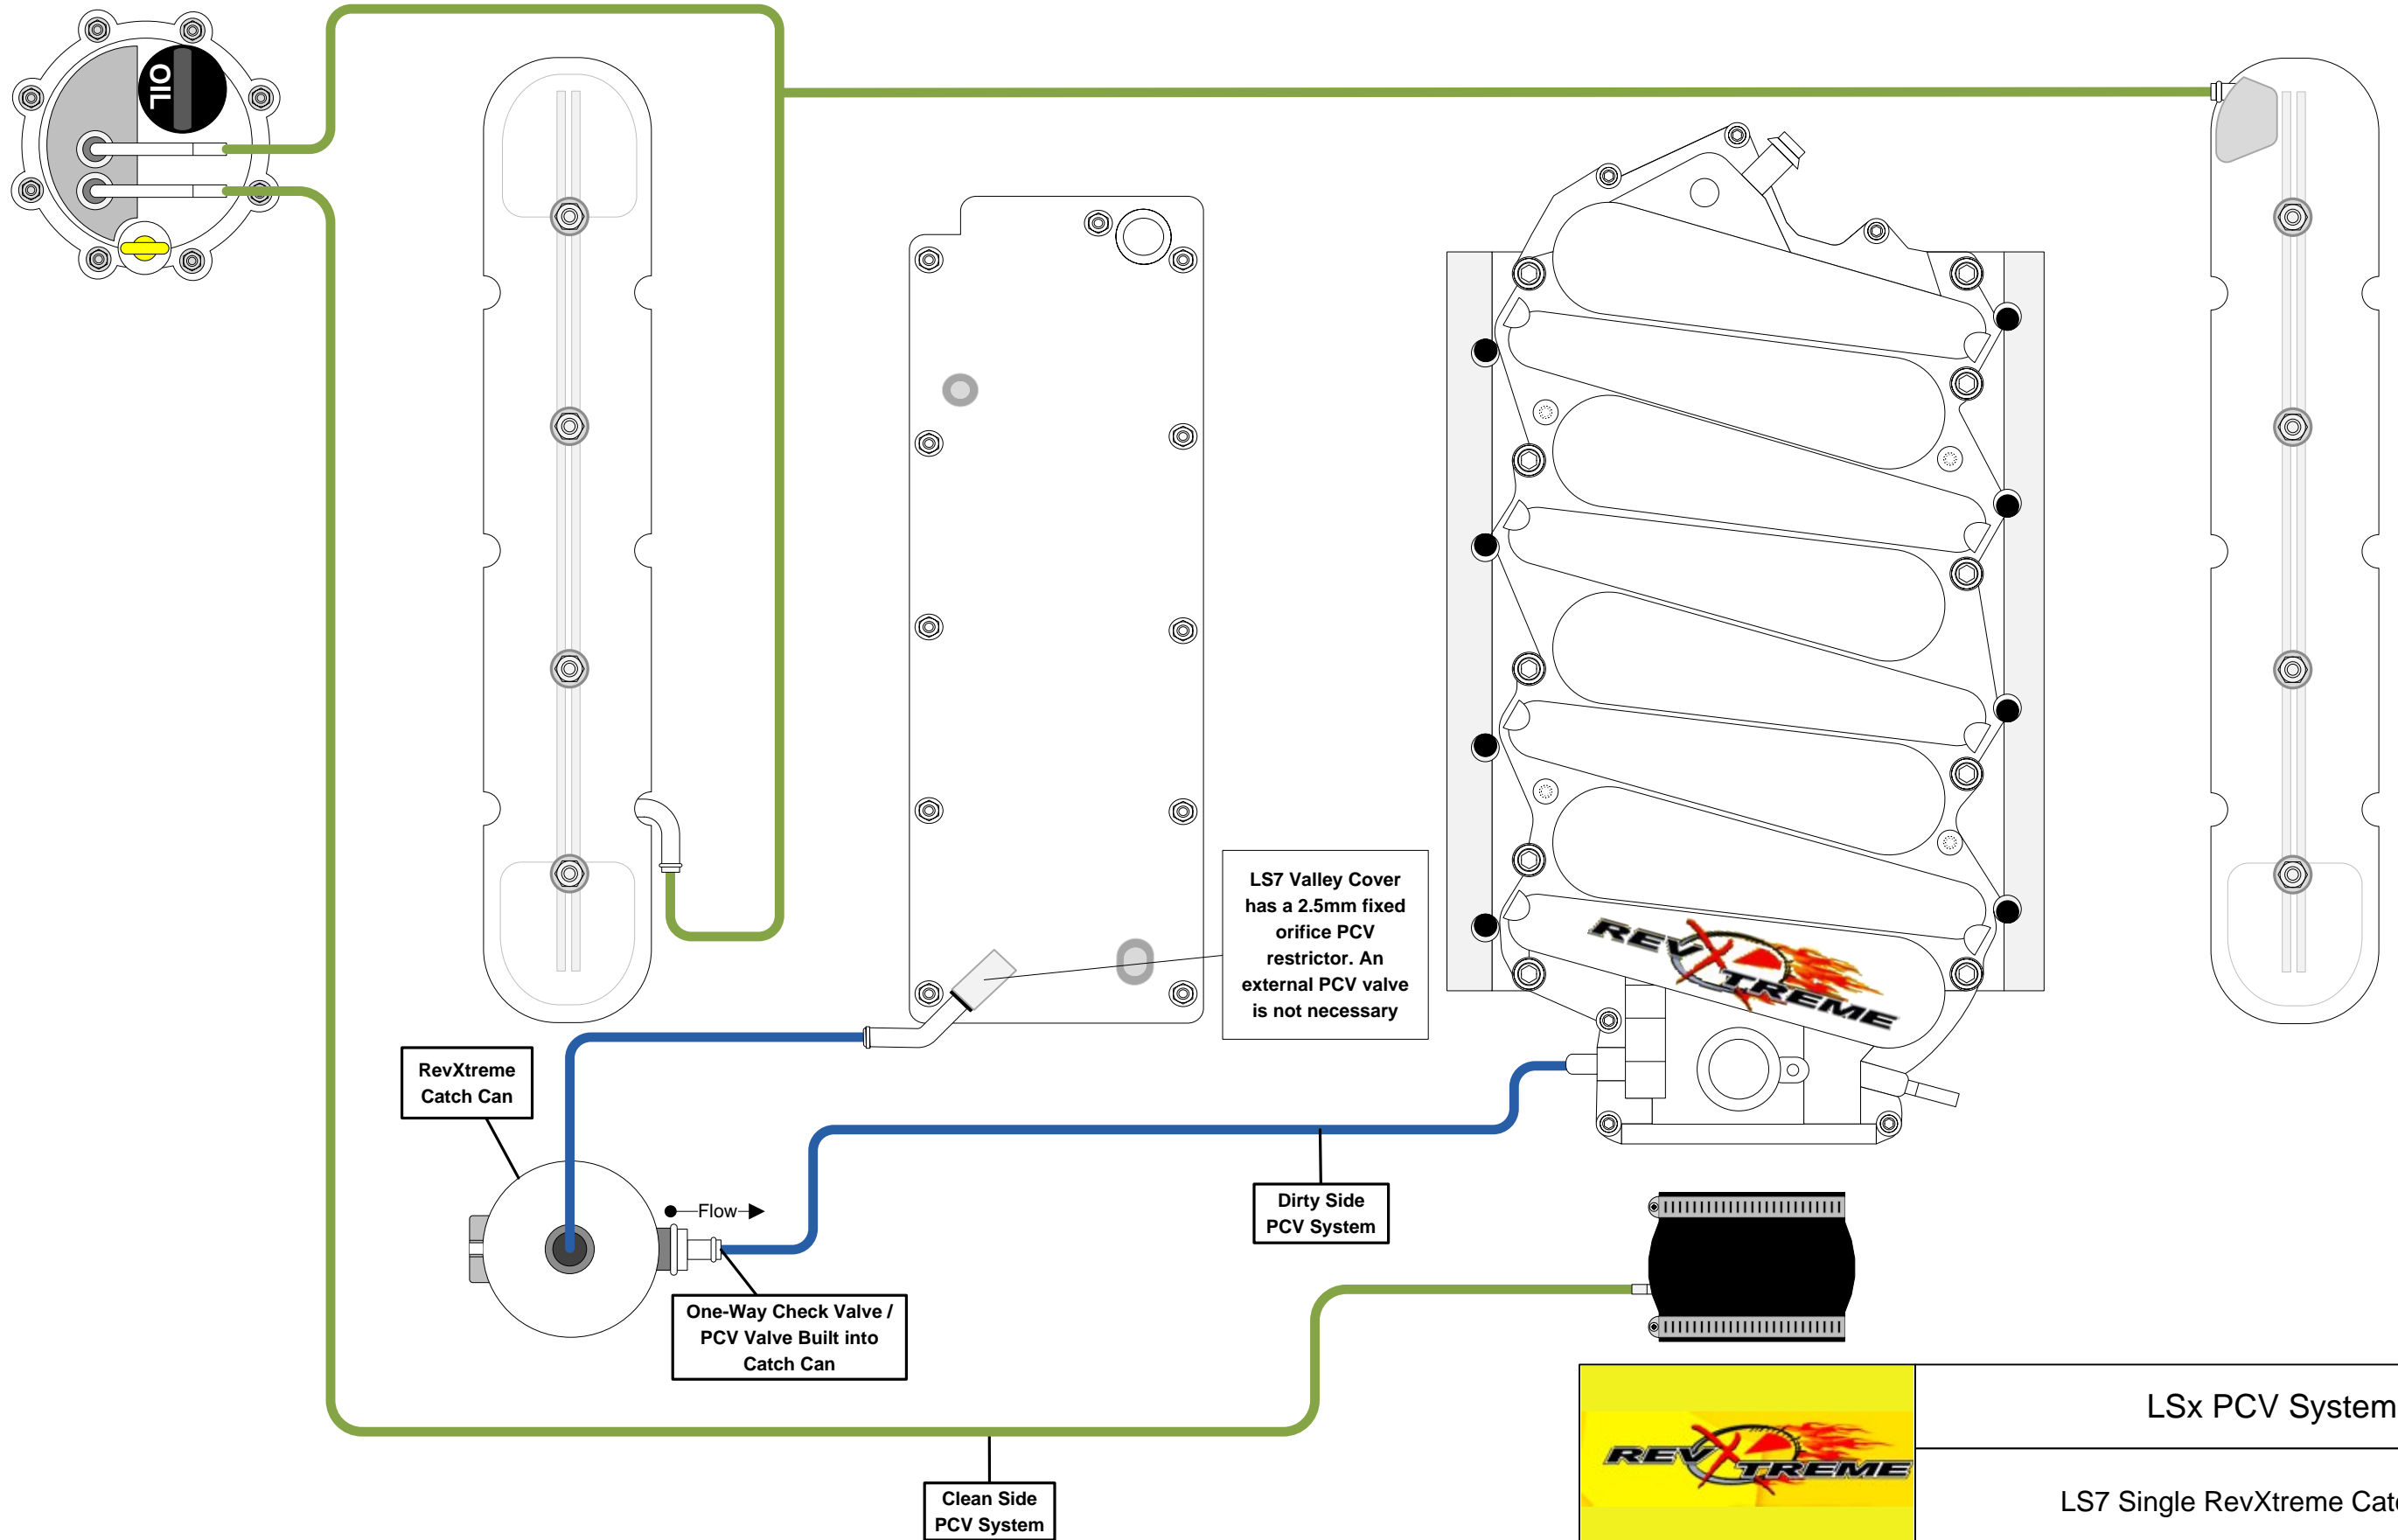 OIL
LS7 Valley Cover
has a 2.5mm fixed
orifice PCV
restrictor. An
external PCV valve
is not necessary
REVXTREME
RevXtreme
Catch Can
Flow
Dirty Side
PCV System
One-Way Check Valve /
PCV Valve Built into
Catch Can
Clean Side
PCV System
REVXTREME
LSx PCV System
LS7 Single RevXtreme Cat